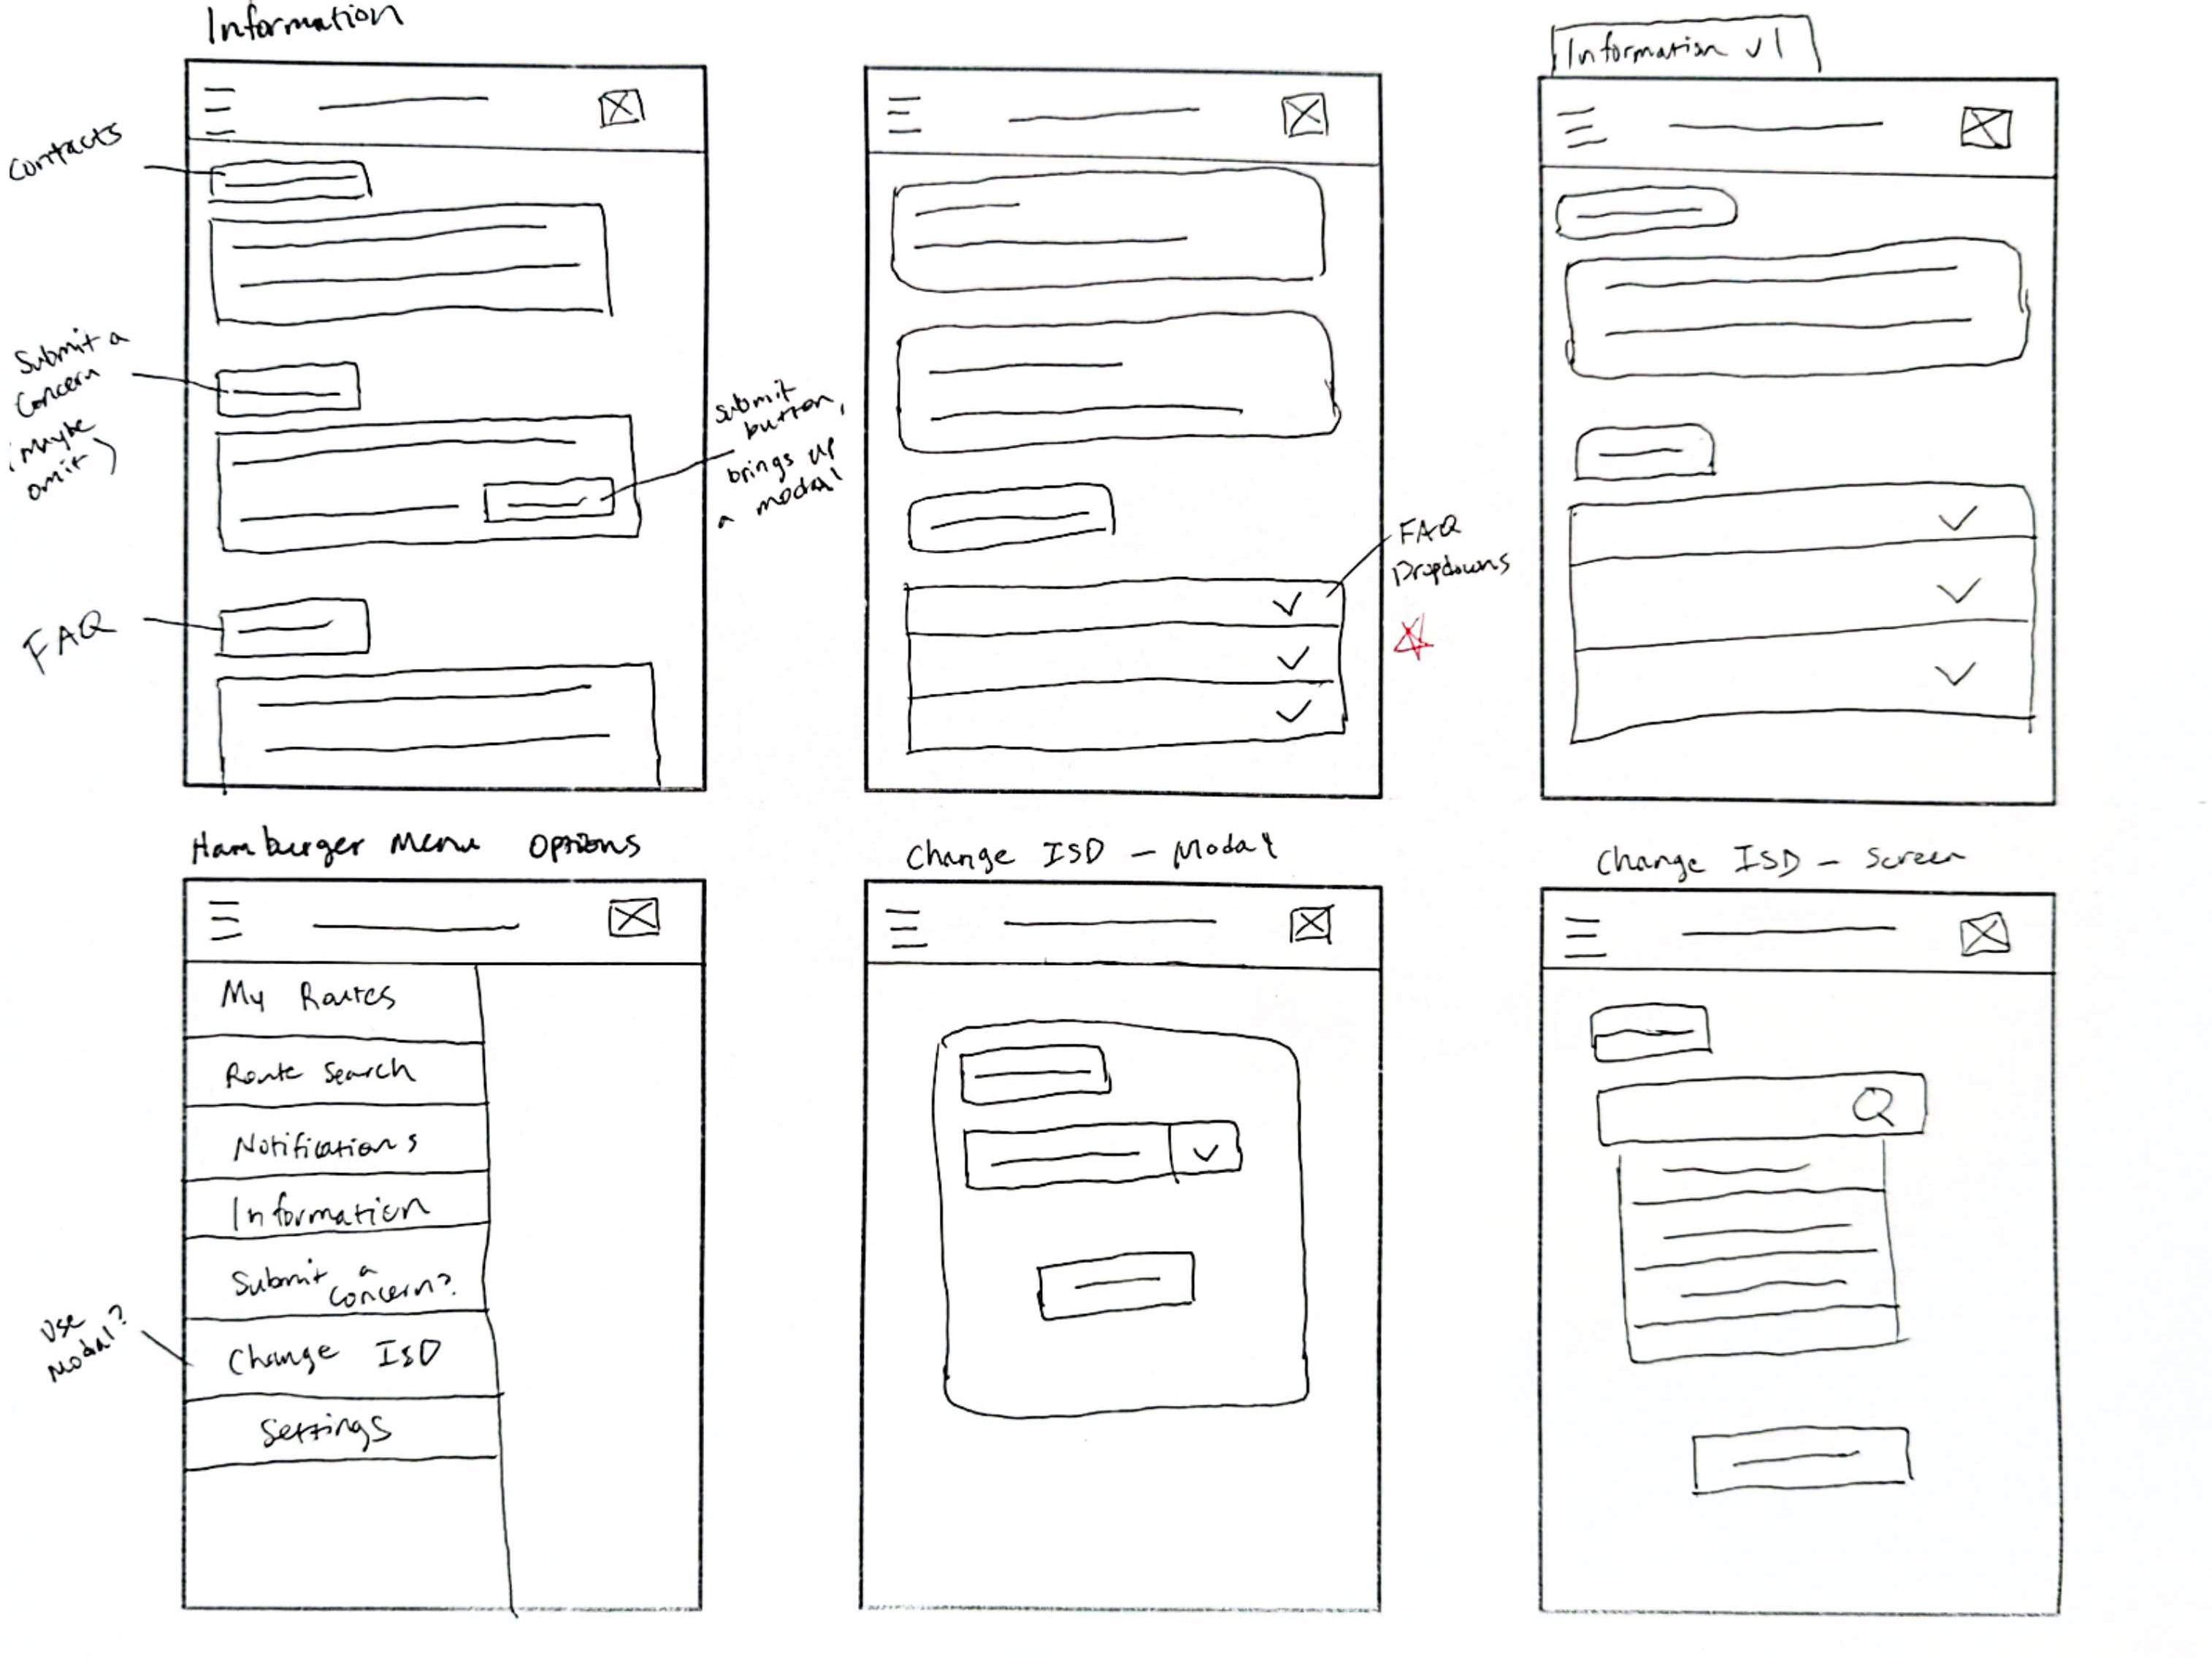 Information
Contacts
Submit a
Concern
(maybe
omit)
FAQ
submit
button,
brings up
a modal
FAQ
Dropdowns
Information v1
Hamburger Menu Options
My Routes
Route Search
Notifications
Information
Submit a
Concern?
Change ISD
Settings
Use
Modal?
Change ISD - Modal
Change ISD - Screen